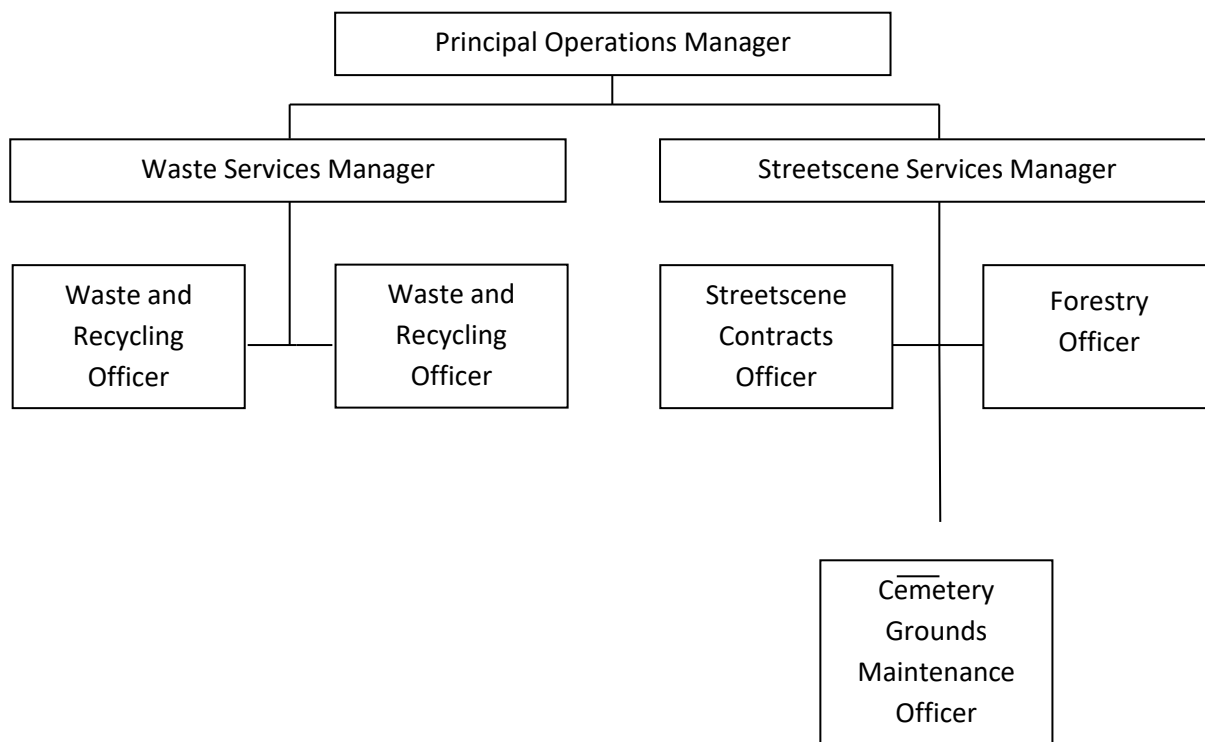 Principal Operations Manager
Waste Services Manager
Streetscene Services Manager
Waste and
Recycling
Officer
Waste and
Recycling
Officer
Streetscene
Contracts
Officer
Forestry
Officer
Cemetery
Grounds
Maintenance
Officer